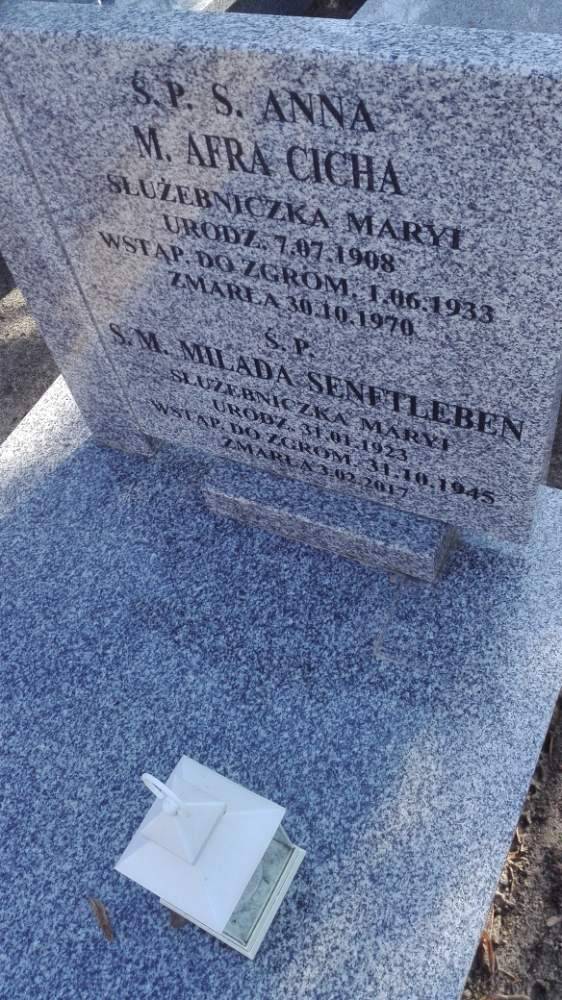 Ś.P. S. ANNA
M. AFRA CICHA
SŁUŻEBNICZKA MARYI
URODZ. 7.07.1908
WSTĄP. DO ZGROM. 1.06.1933
ZMARŁA 30.10.1970
Ś.P.
S.M. MILADA SENFTLEBEN
SŁUŻEBNICZKA MARYI
URODZ. 31.01.1923
WSTĄP. DO ZGROM. 31.10.1945
ZMARŁA 3.02.2017